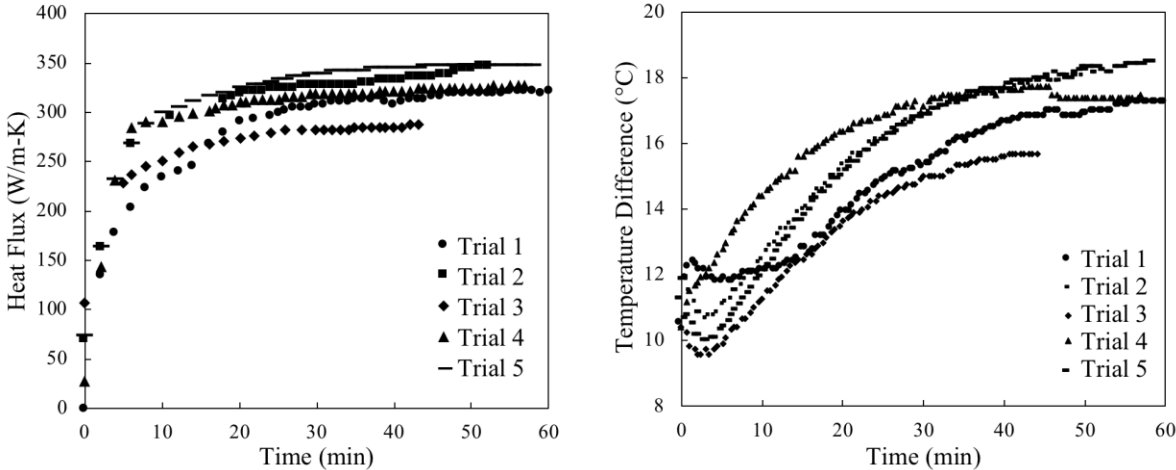 Heat Flux (W/m-K)
400
350
300
250
200
150
100
50
0
0 10 20 30 40 50 60
Time (min)
Trial 1
Trial 2
Trial 3
Trial 4
Trial 5
Temperature Difference (°C)
20
18
16
14
12
10
8
0 10 20 30 40 50 60
Time (min)
Trial 1
Trial 2
Trial 3
Trial 4
Trial 5